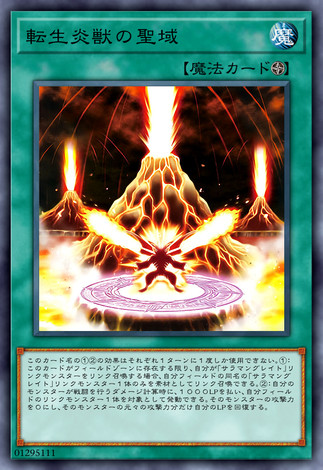 転生炎獣の聖域
魔
【魔法カード】
このカード名の①②の効果はそれぞれ1ターンに1度しか使用できない。①:
このカードがフィールドゾーンに存在する限り、自分が「サラマングレイト」
リンクモンスターをリンク召喚する場合、自分フィールドの同名の「サラマング
レイト」リンクモンスター1体のみを素材としてリンク召喚できる。②:自分の
モンスターが戦闘を行うダメージ計算時に、1000LPを払い、自分フィー
ルドのリンクモンスター1体を対象として発動できる。そのモンスターの攻撃力
を0にし、そのモンスターの元々の攻撃力分だけ自分はLPを回復する。
01295111